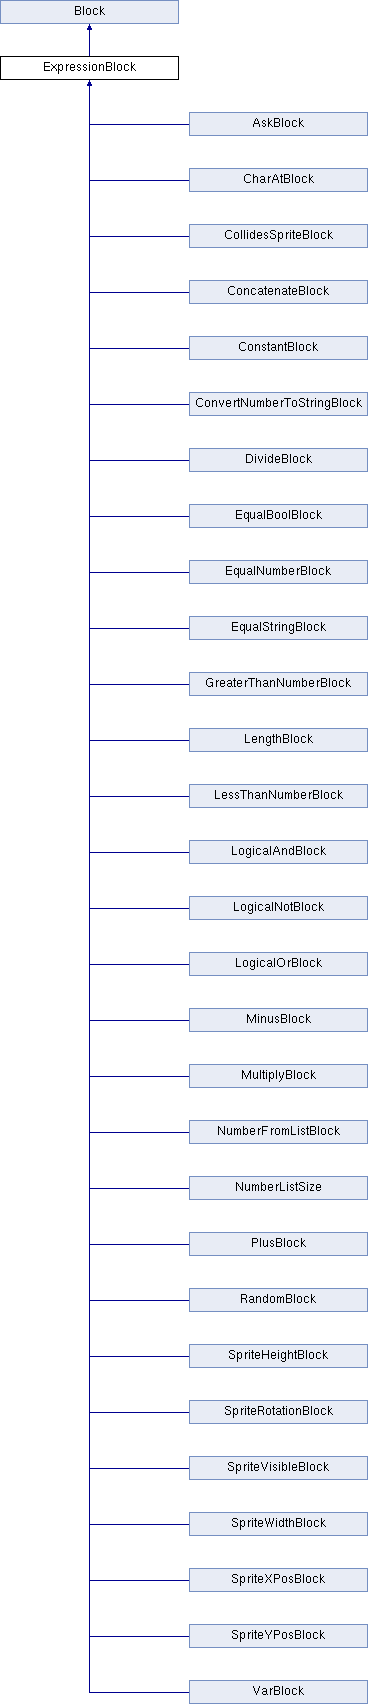 Block
ExpressionBlock
AskBlock
CharAtBlock
CollidesSpriteBlock
ConcatenateBlock
ConstantBlock
ConvertNumberToStringBlock
DivideBlock
EqualBoolBlock
EqualNumberBlock
EqualStringBlock
GreaterThanNumberBlock
LengthBlock
LessThanNumberBlock
LogicalAndBlock
LogicalNotBlock
LogicalOrBlock
MinusBlock
MultiplyBlock
NumberFromListBlock
NumberListSize
PlusBlock
RandomBlock
SpriteHeightBlock
SpriteRotationBlock
SpriteVisibleBlock
SpriteWidthBlock
SpriteXPosBlock
SpriteYPosBlock
VarBlock